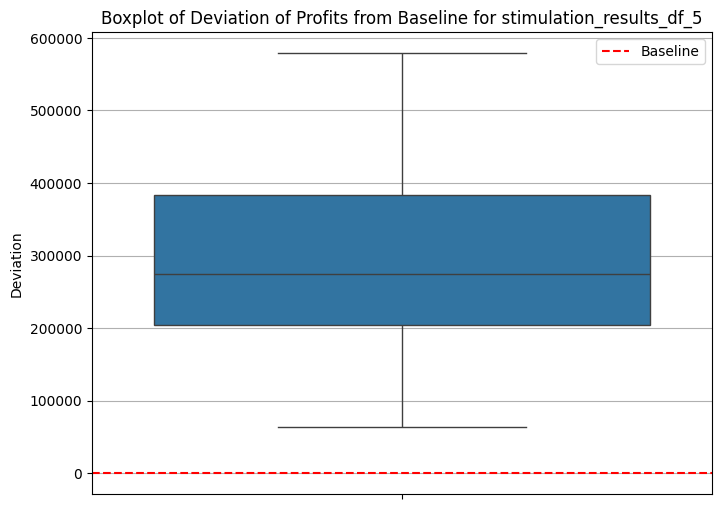 Boxplot of Deviation of Profits from Baseline for stimulation_results_df_5
600000
Baseline
500000
400000
300000
Deviation
200000
100000
0